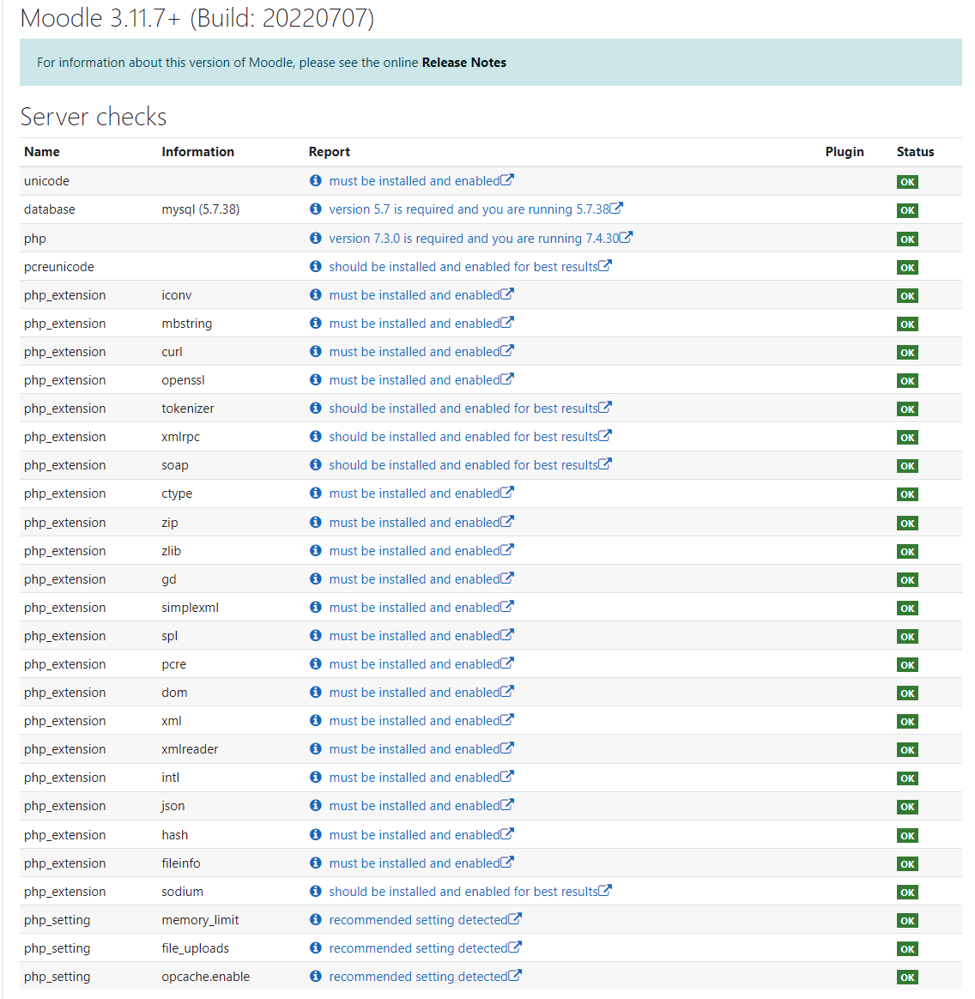 Moodle 3.11.7+ (Build: 20220707)
For information about this version of Moodle, please see the online Release Notes
Server checks
Name Information Report Plugin Status
unicode must be installed and enabled OK
database mysql (5.7.38) version 5.7 is required and you are running 5.7.38 OK
php version 7.3.0 is required and you are running 7.4.30 OK
pcreunicode should be installed and enabled for best results OK
php_extension iconv must be installed and enabled OK
php_extension mbstring must be installed and enabled OK
php_extension curl must be installed and enabled OK
php_extension openssl must be installed and enabled OK
php_extension tokenizer should be installed and enabled for best results OK
php_extension xmlrpc should be installed and enabled for best results OK
php_extension soap should be installed and enabled for best results OK
php_extension ctype must be installed and enabled OK
php_extension zip must be installed and enabled OK
php_extension zlib must be installed and enabled OK
php_extension gd must be installed and enabled OK
php_extension simplexml must be installed and enabled OK
php_extension spl must be installed and enabled OK
php_extension pcre must be installed and enabled OK
php_extension dom must be installed and enabled OK
php_extension xml must be installed and enabled OK
php_extension xmlreader must be installed and enabled OK
php_extension intl must be installed and enabled OK
php_extension json must be installed and enabled OK
php_extension hash must be installed and enabled OK
php_extension fileinfo must be installed and enabled OK
php_extension sodium should be installed and enabled for best results OK
php_setting memory_limit recommended setting detected OK
php_setting file_uploads recommended setting detected OK
php_setting opcache.enable recommended setting detected OK